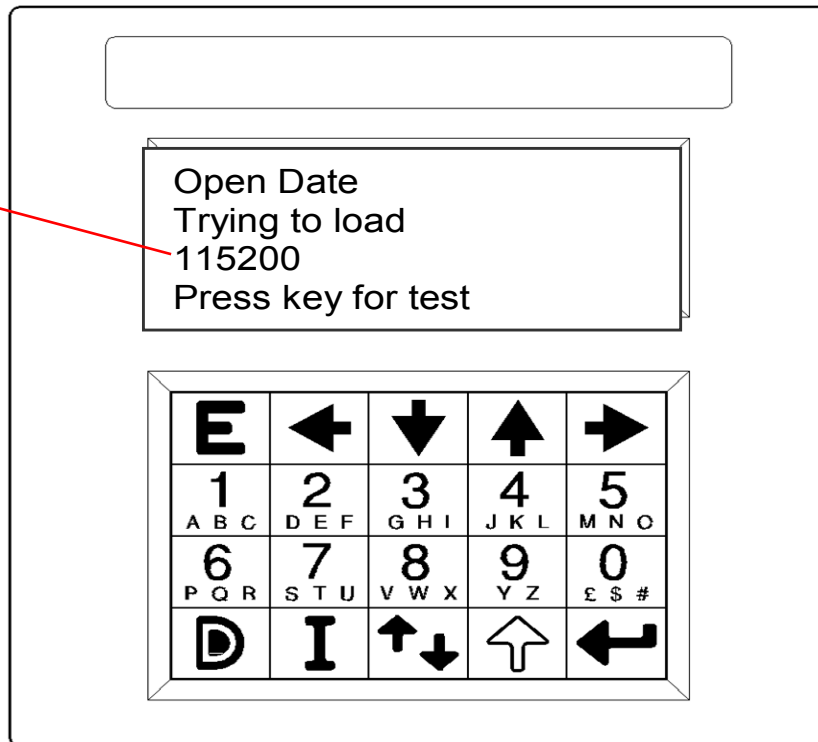 Open Date
Trying to load
115200
Press key for test
E
1 2 3 4 5
A B C D E F G H I J K L M N O
6 7 8 9 0
P Q R S T U V W X Y Z £ $ #
D I